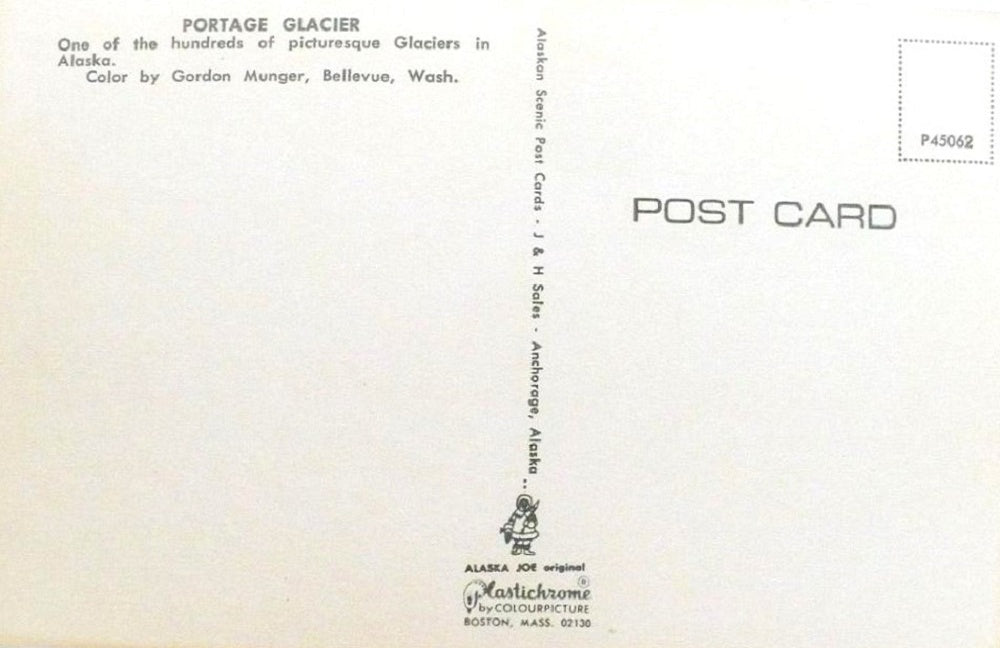 PORTAGE GLACIER
One of the hundreds of picturesque Glaciers in
Alaska.
Color by Gordon Munger, Bellevue, Wash.
Alaskan Scenic Post Cards - J & H Sales - Anchorage, Alaska
P45062
POST CARD
ALASKA JOE original
Plastichrome ®
by COLOURPICTURE
BOSTON, MASS. 02130